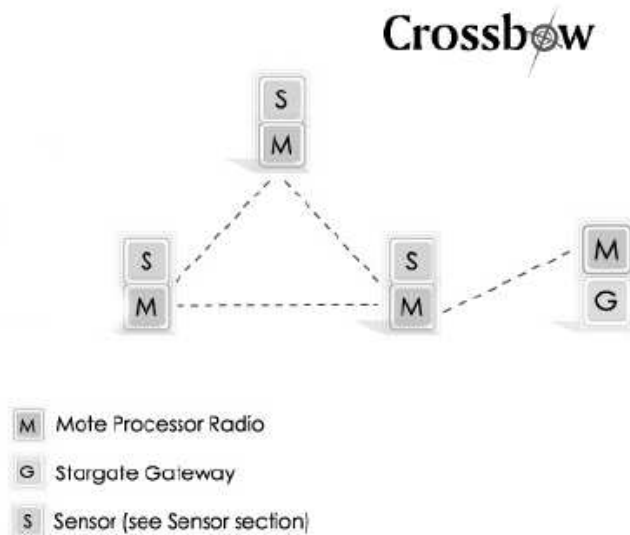 Crossbow
S
M
S
M
S
M
M
G
M Mote Processor Radio
G Stargate Gateway
S Sensor (see Sensor section)